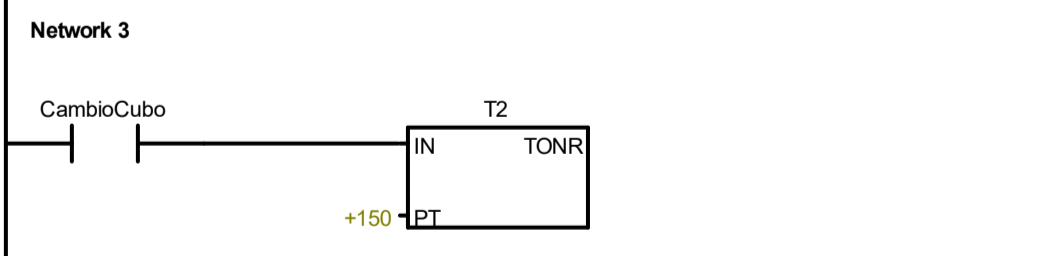 Network 3
CambioCubo
T2
IN
TONR
+150
PT